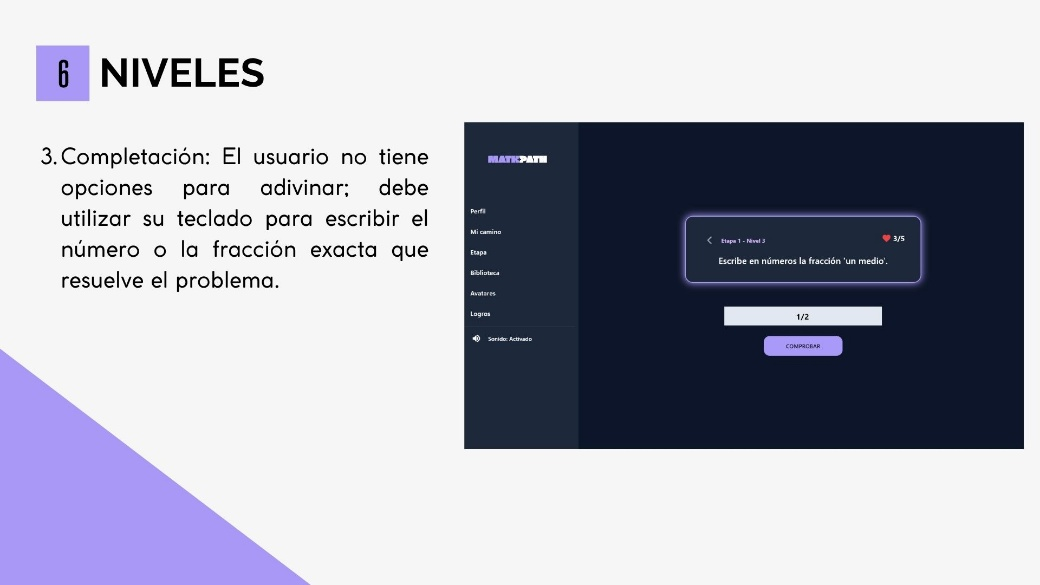 6 NIVELES
3. Completación: El usuario no tiene
opciones para adivinar; debe
utilizar su teclado para escribir el
número o la fracción exacta que
resuelve el problema.
MATHPATH
Perfil
Mi camino
Etapa
Biblioteca
Avatares
Logros
Sonido: Activado
Etapa 1 - Nivel 3
3/5
Escribe en números la fracción 'un medio'.
1/2
COMPROBAR